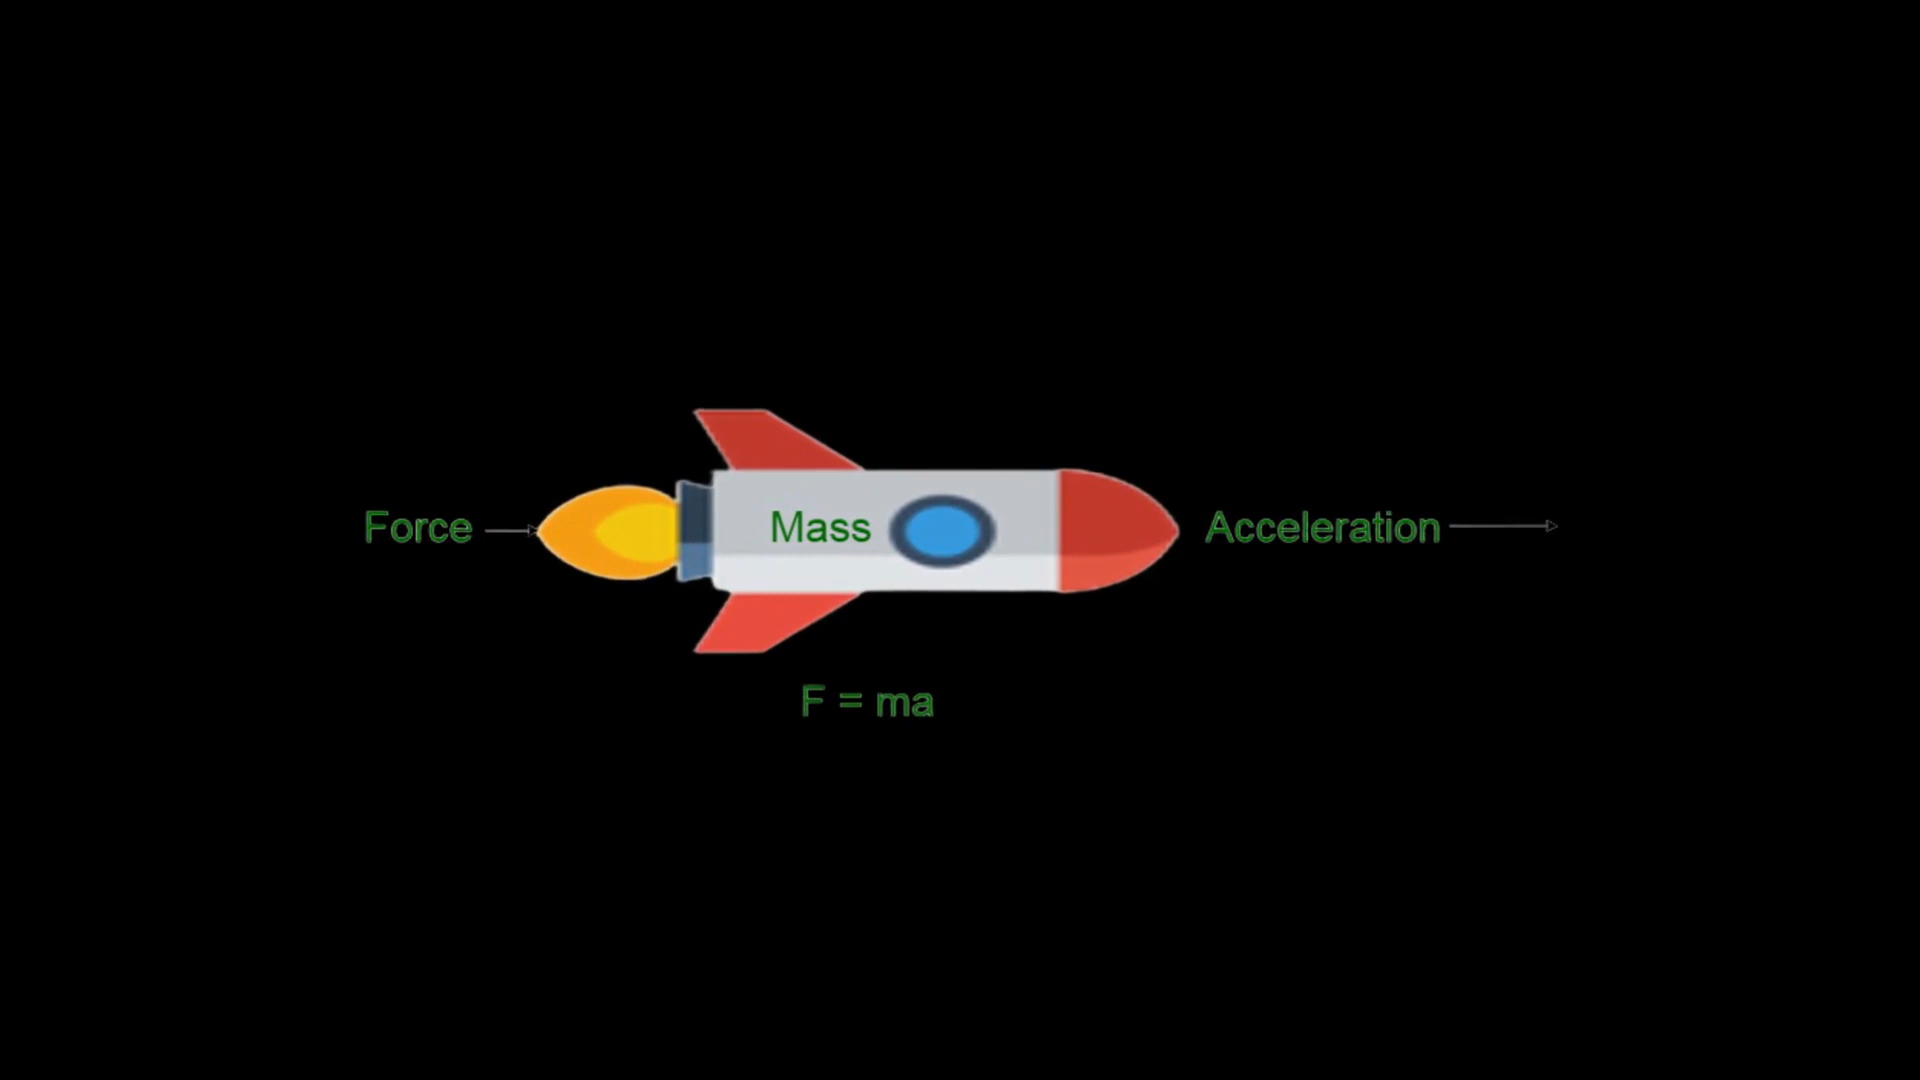 Force
Mass
Acceleration
F = ma